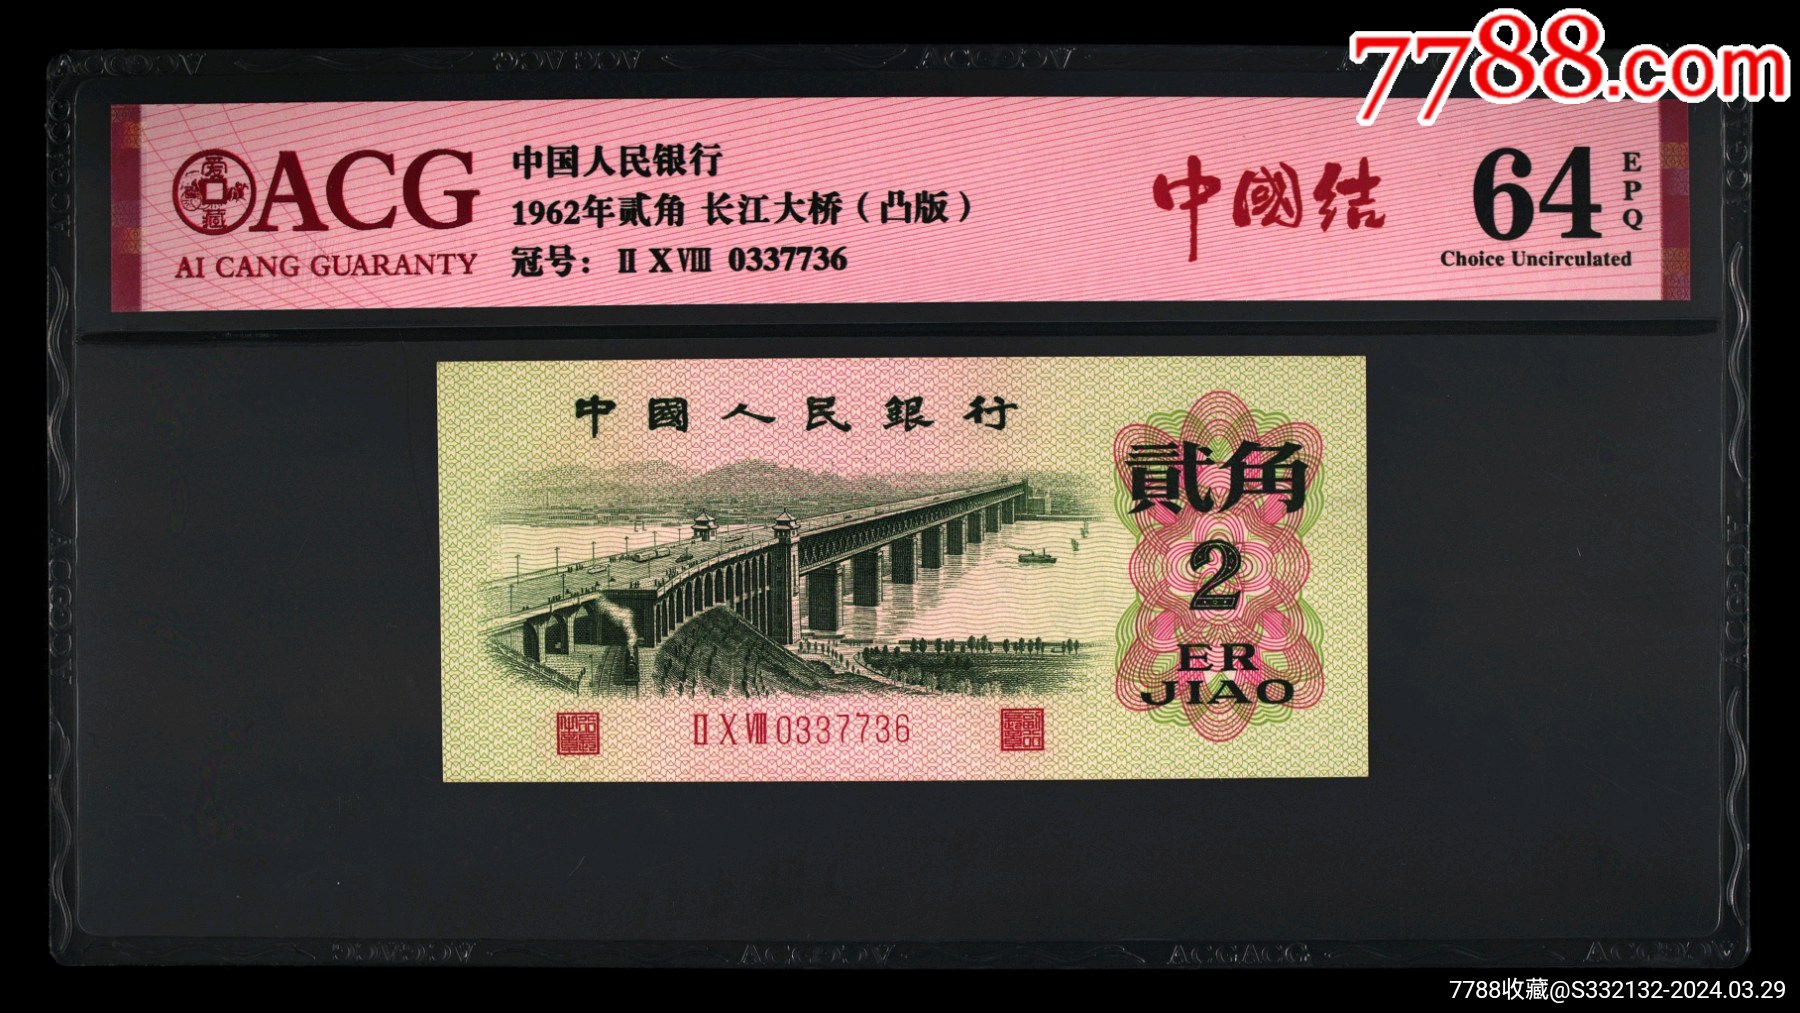 7788.com
ACG
AI CANG GUARANTY
中国人民银行
1962年贰角 长江大桥（凸版）
冠号： Ⅱ Ⅹ Ⅷ 0337736
中國结
64
EPQ
Choice Uncirculated
中國人民銀行
貳角
2
ER
JIAO
Ⅱ Ⅹ Ⅷ 0337736
7788收藏@S332132-2024.03.29